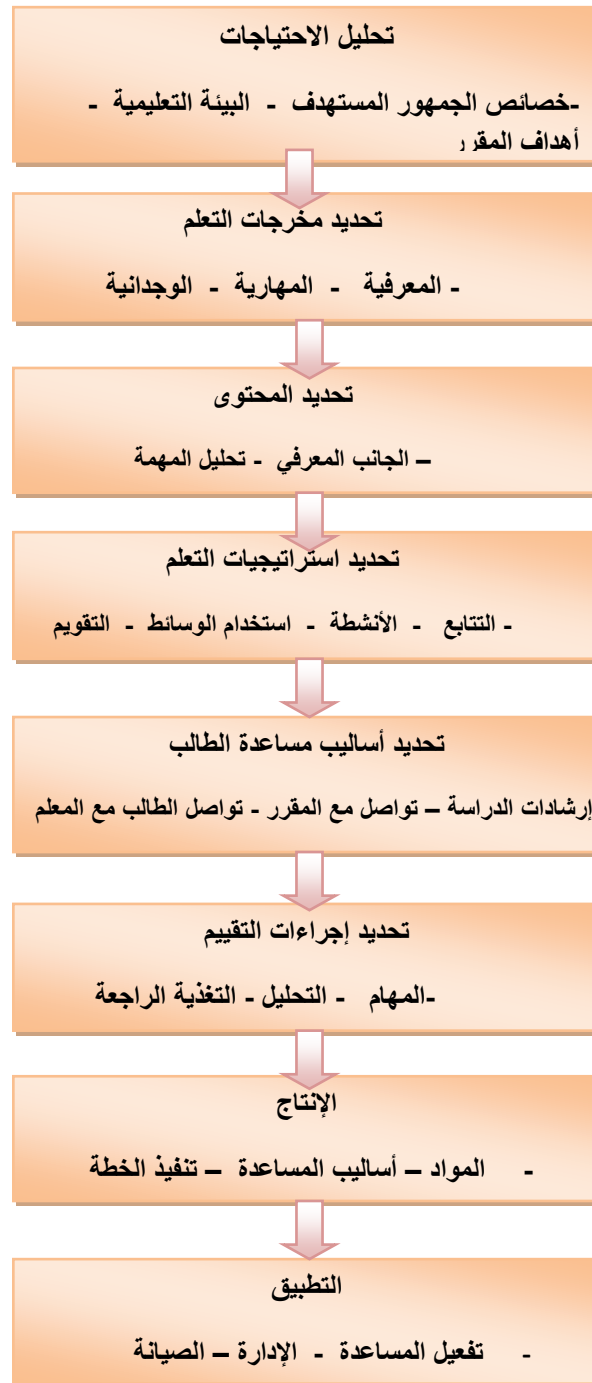 تحليل الاحتياجات
-خصائص الجمهور المستهدف - البيئة التعليمية -
أهداف المقرر
تحديد مخرجات التعلم
- المعرفية - المهارية - الوجدانية
تحديد المحتوى
– الجانب المعرفي - تحليل المهمة
تحديد استراتيجيات التعلم
- التتابع - الأنشطة - استخدام الوسائط - التقويم
تحديد أساليب مساعدة الطالب
إرشادات الدراسة – تواصل مع المقرر - تواصل الطالب مع المعلم
تحديد إجراءات التقييم
-المهام - التحليل - التغذية الراجعة
الإنتاج
- المواد – أساليب المساعدة – تنفيذ الخطة
التطبيق
- تفعيل المساعدة - الإدارة – الصيانة